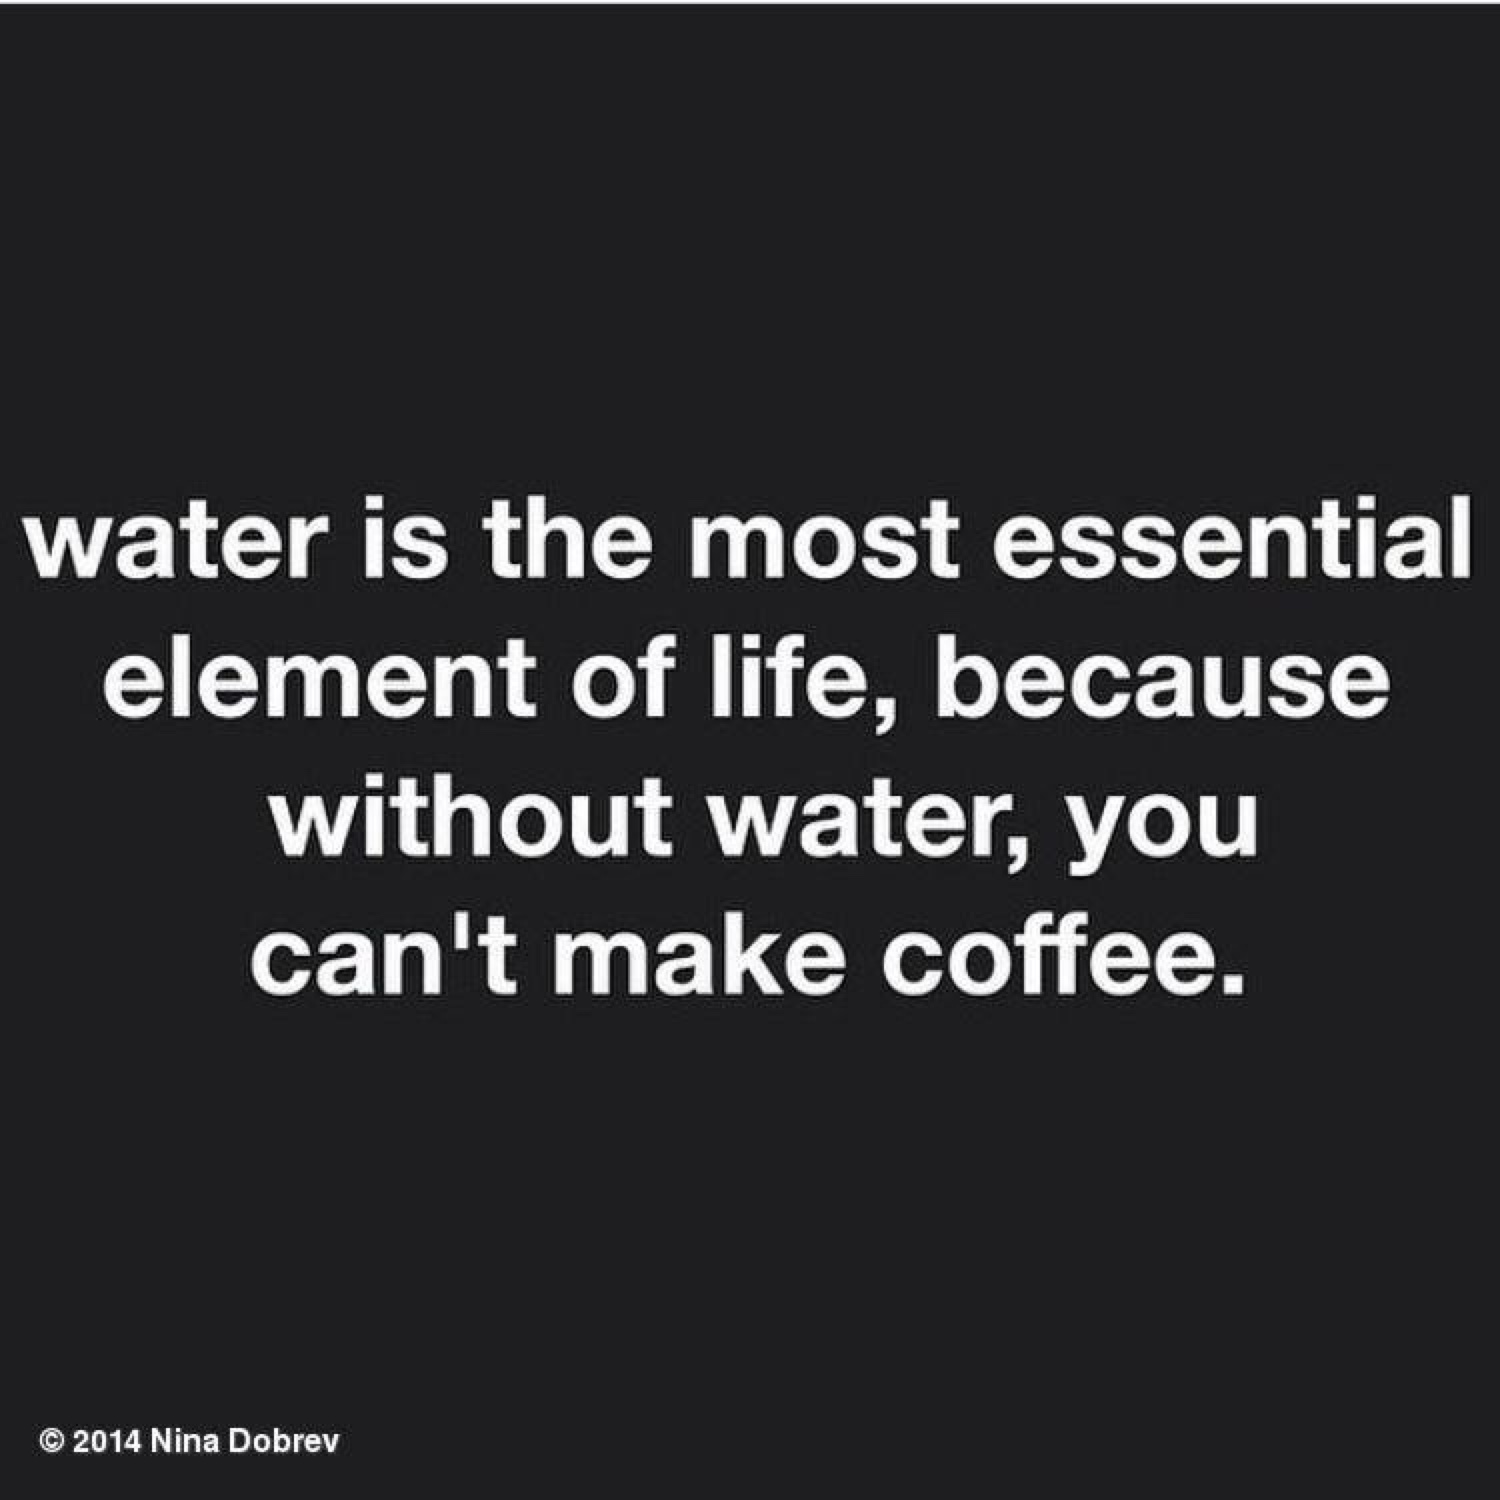 water is the most essential
element of life, because
without water, you
can't make coffee.
© 2014 Nina Dobrev